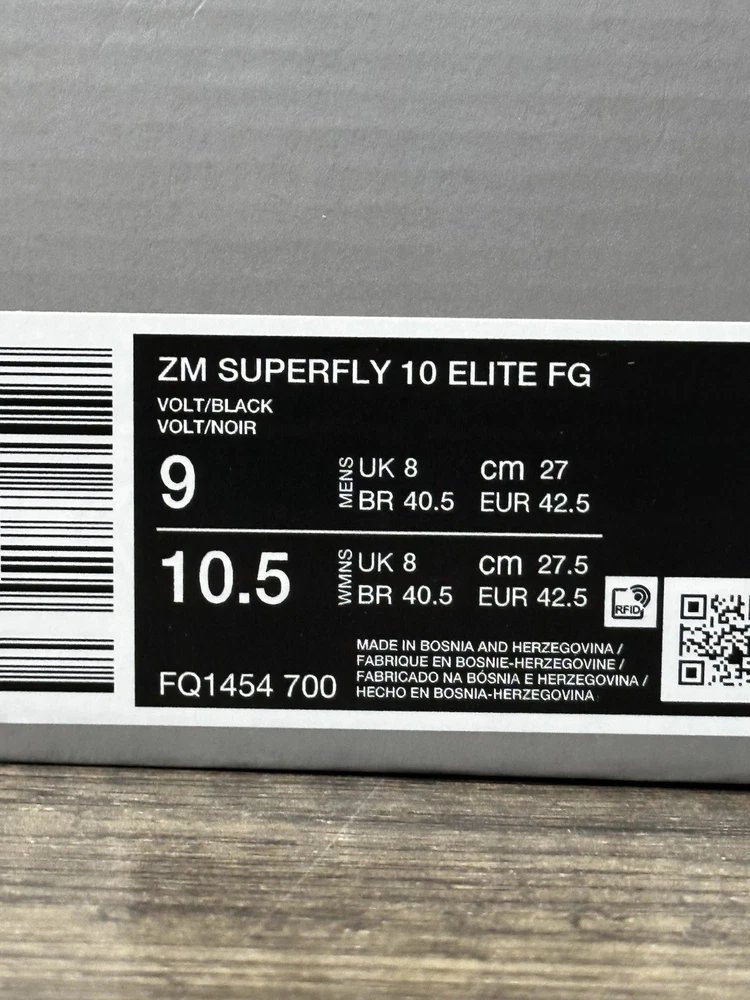 ZM SUPERFLY 10 ELITE FG
VOLT/BLACK
VOLT/NOIR
9
MENS
UK 8 cm 27
BR 40.5 EUR 42.5
10.5
WMNS
UK 8 cm 27.5
BR 40.5 EUR 42.5
RFID
FQ1454 700
MADE IN BOSNIA AND HERZEGOVINA /
FABRIQUE EN BOSNIE-HERZEGOVINE /
FABRICADO NA BÓSNIA E HERZEGOVINA /
HECHO EN BOSNIA-HERZEGOVINA